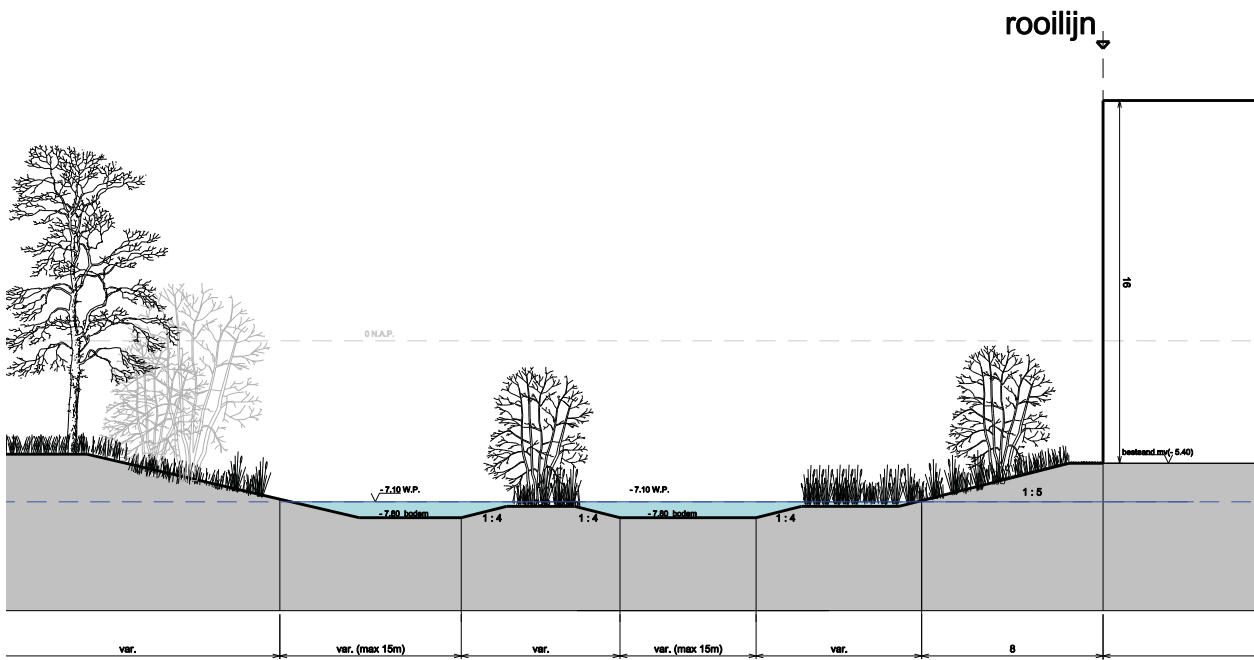 rooilijn
16
0 N.A.P.
bestaand.mv(- 5.40)
- 7.10 W.P.
- 7.10 W.P.
1 : 5
- 7.80 bodem
1 : 4
1 : 4
- 7.80 bodem
1 : 4
var.
var. (max 15m)
var.
var. (max 15m)
var.
8